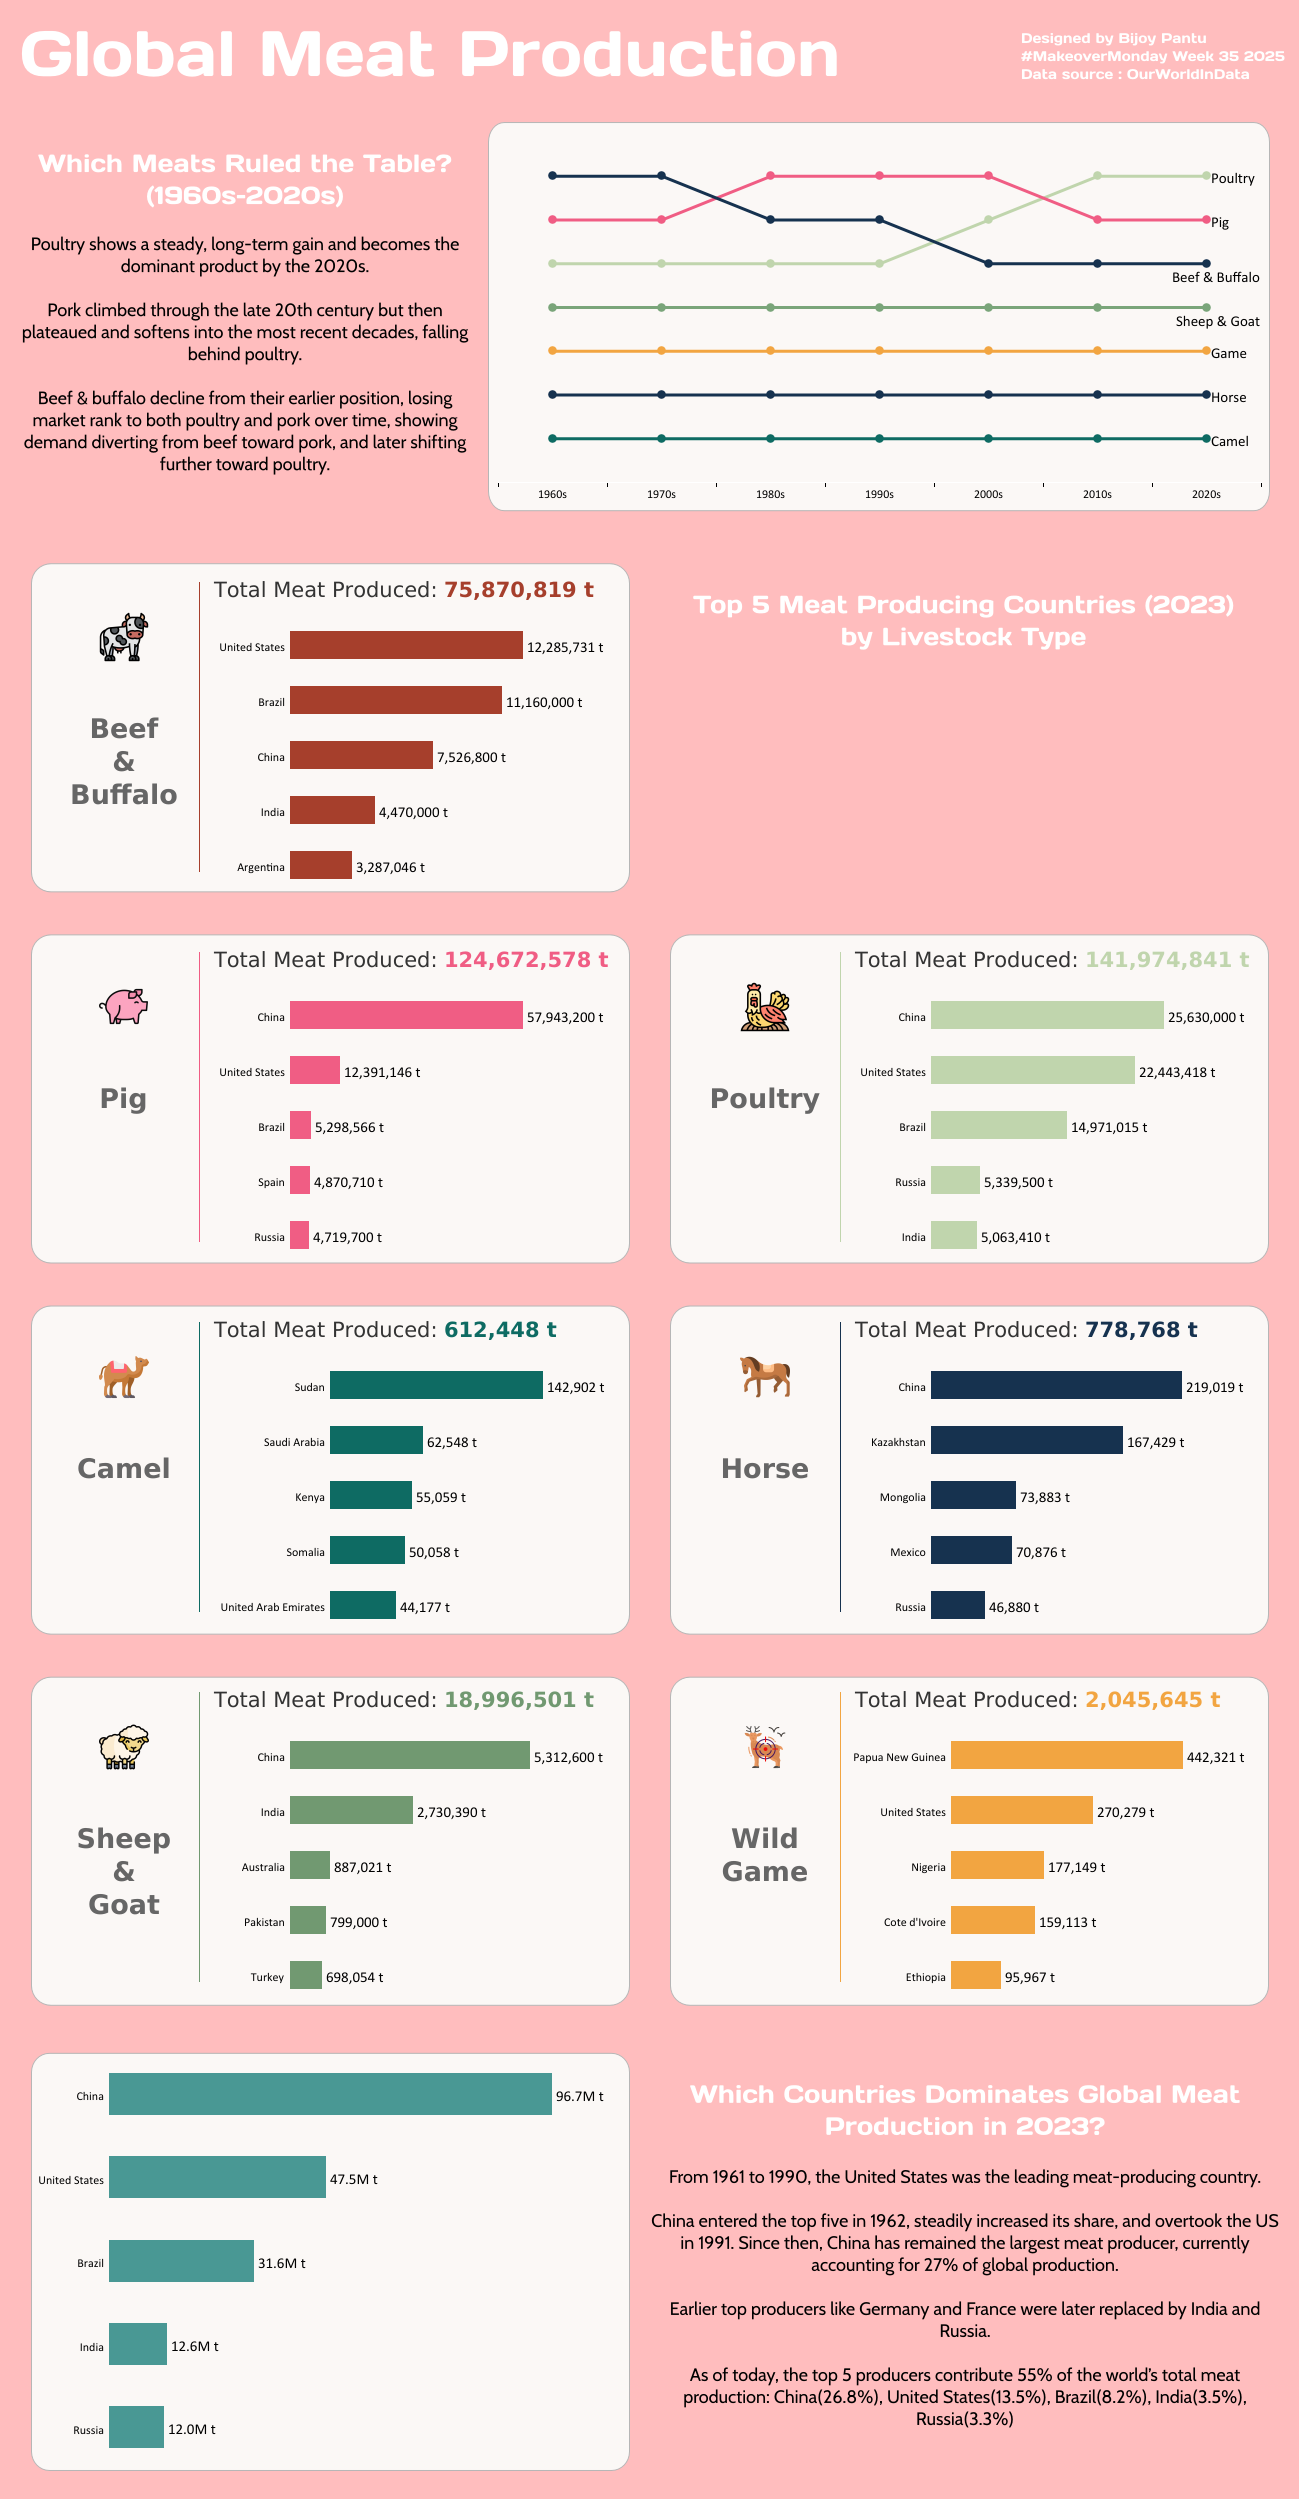 Global Meat Production
Designed by Bijoy Pantu
#MakeoverMonday Week 35 2025
Data source : OurWorldInData
Which Meats Ruled the Table?
(1960s-2020s)
Poultry shows a steady, long-term gain and becomes the
dominant product by the 2020s.
Pork climbed through the late 20th century but then
plateaued and softens into the most recent decades, falling
behind poultry.
Beef & buffalo decline from their earlier position, losing
market rank to both poultry and pork over time, showing
demand diverting from beef toward pork, and later shifting
further toward poultry.
Poultry
Pig
Beef & Buffalo
Sheep & Goat
Game
Horse
Camel
1960s 1970s 1980s 1990s 2000s 2010s 2020s
Beef
&
Buffalo
Total Meat Produced: 75,870,819 t
United States 12,285,731 t
Brazil 11,160,000 t
China 7,526,800 t
India 4,470,000 t
Argentina 3,287,046 t
Top 5 Meat Producing Countries (2023)
by Livestock Type
Pig
Total Meat Produced: 124,672,578 t
China 57,943,200 t
United States 12,391,146 t
Brazil 5,298,566 t
Spain 4,870,710 t
Russia 4,719,700 t
Poultry
Total Meat Produced: 141,974,841 t
China 25,630,000 t
United States 22,443,418 t
Brazil 14,971,015 t
Russia 5,339,500 t
India 5,063,410 t
Camel
Total Meat Produced: 612,448 t
Sudan 142,902 t
Saudi Arabia 62,548 t
Kenya 55,059 t
Somalia 50,058 t
United Arab Emirates 44,177 t
Horse
Total Meat Produced: 778,768 t
China 219,019 t
Kazakhstan 167,429 t
Mongolia 73,883 t
Mexico 70,876 t
Russia 46,880 t
Sheep
&
Goat
Total Meat Produced: 18,996,501 t
China 5,312,600 t
India 2,730,390 t
Australia 887,021 t
Pakistan 799,000 t
Turkey 698,054 t
Wild
Game
Total Meat Produced: 2,045,645 t
Papua New Guinea 442,321 t
United States 270,279 t
Nigeria 177,149 t
Cote d'Ivoire 159,113 t
Ethiopia 95,967 t
China 96.7M t
United States 47.5M t
Brazil 31.6M t
India 12.6M t
Russia 12.0M t
Which Countries Dominates Global Meat
Production in 2023?
From 1961 to 1990, the United States was the leading meat-producing country.
China entered the top five in 1962, steadily increased its share, and overtook the US
in 1991. Since then, China has remained the largest meat producer, currently
accounting for 27% of global production.
Earlier top producers like Germany and France were later replaced by India and
Russia.
As of today, the top 5 producers contribute 55% of the world’s total meat
production: China(26.8%), United States(13.5%), Brazil(8.2%), India(3.5%),
Russia(3.3%)